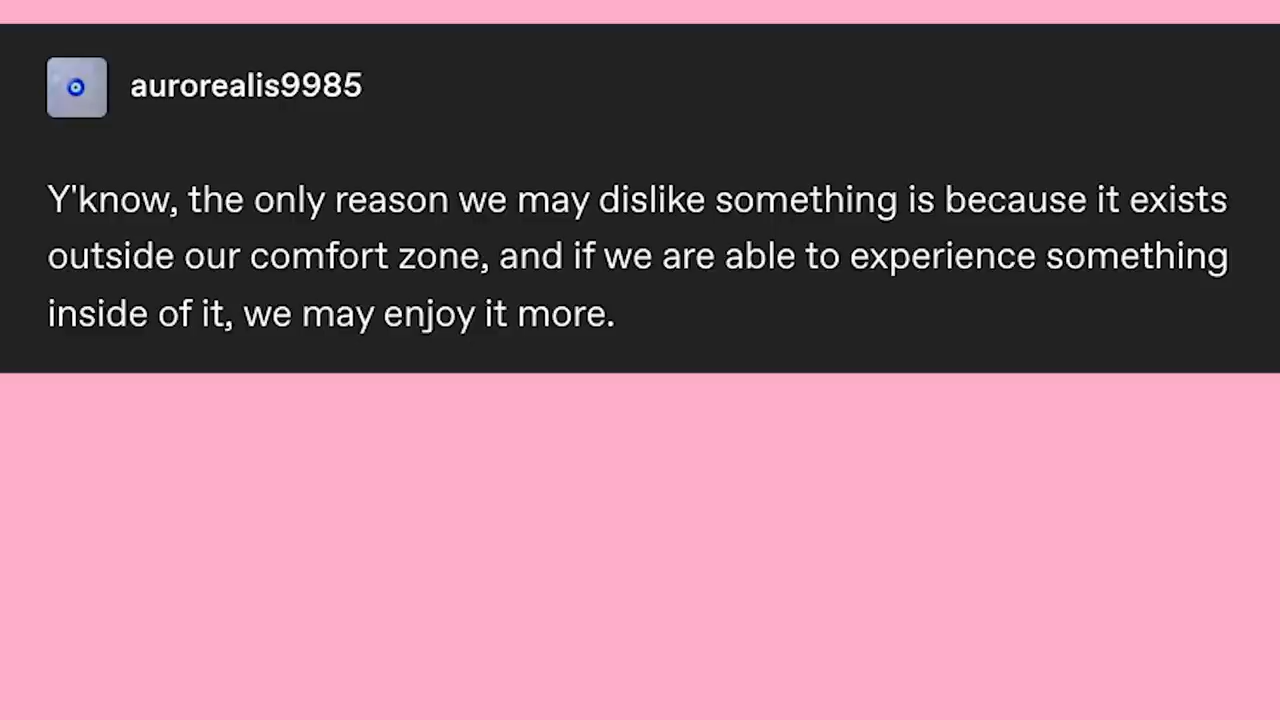 aurorealis9985
Y'know, the only reason we may dislike something is because it exists
outside our comfort zone, and if we are able to experience something
inside of it, we may enjoy it more.